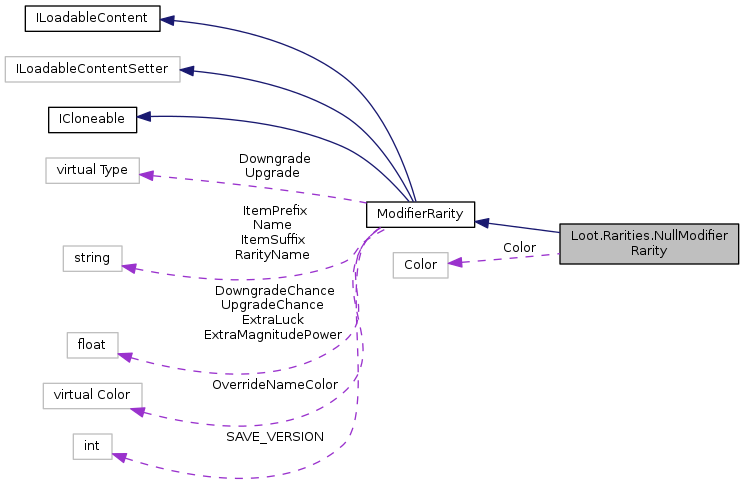 ILoadableContent
ILoadableContentSetter
ICloneable
virtual Type
Downgrade
Upgrade
ModifierRarity
ItemPrefix
Name
ItemSuffix
RarityName
string
Color
Color
Loot.Rarities.NullModifier
Rarity
DowngradeChance
UpgradeChance
ExtraLuck
ExtraMagnitudePower
float
OverrideNameColor
virtual Color
SAVE_VERSION
int